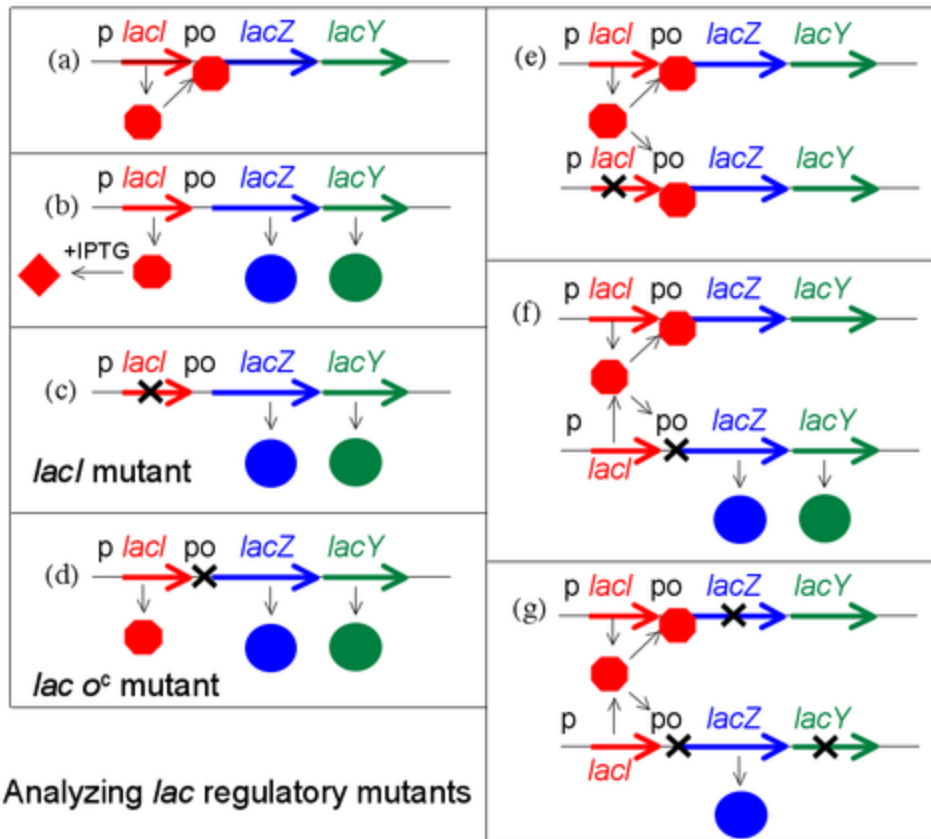 (a) p lacI po lacZ lacY
(b) p lacI po lacZ lacY
+IPTG
(c) p lacI po lacZ lacY
lacI mutant
(d) p lacI po lacZ lacY
lac oᶜ mutant
Analyzing lac regulatory mutants
(e) p lacI po lacZ lacY
p lacI po lacZ lacY
(f) p lacI po lacZ lacY
p po lacZ lacY
lacI
(g) p lacI po lacZ lacY
p po lacZ lacY
lacI